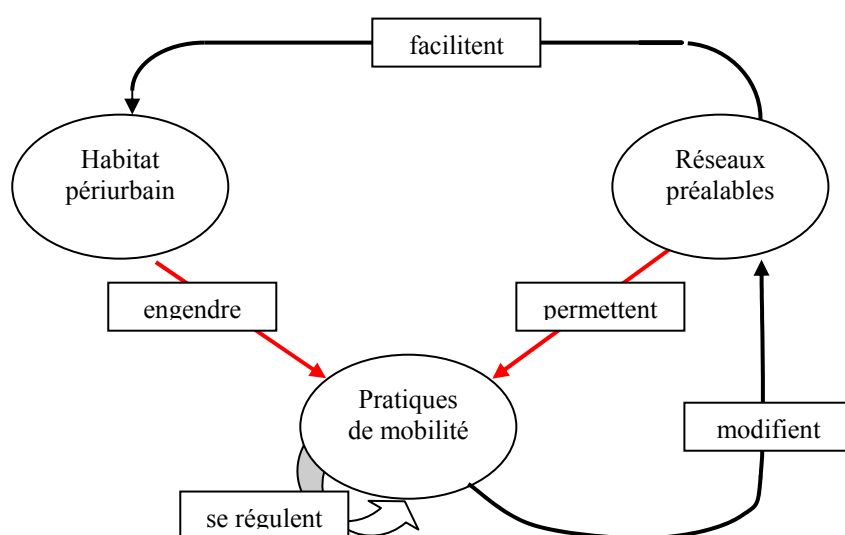 facilitent
Habitat
périurbain
Réseaux
préalables
engendre
permettent
Pratiques
de mobilité
modifient
se régulent